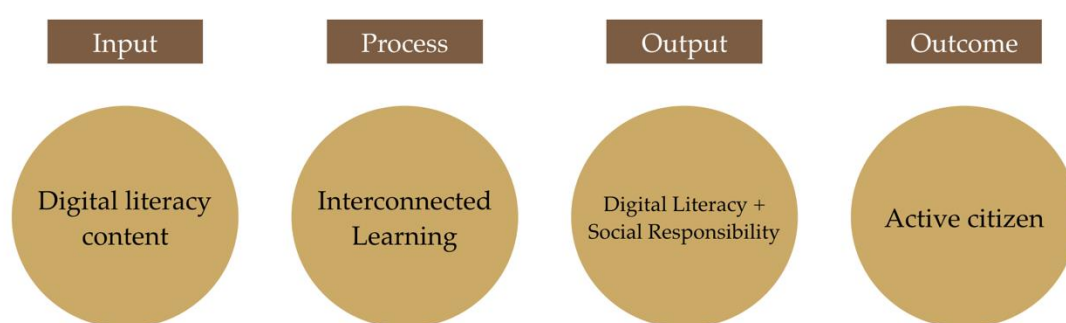 Input
Process
Output
Outcome
Digital literacy
content
Interconnected
Learning
Digital Literacy +
Social Responsibility
Active citizen